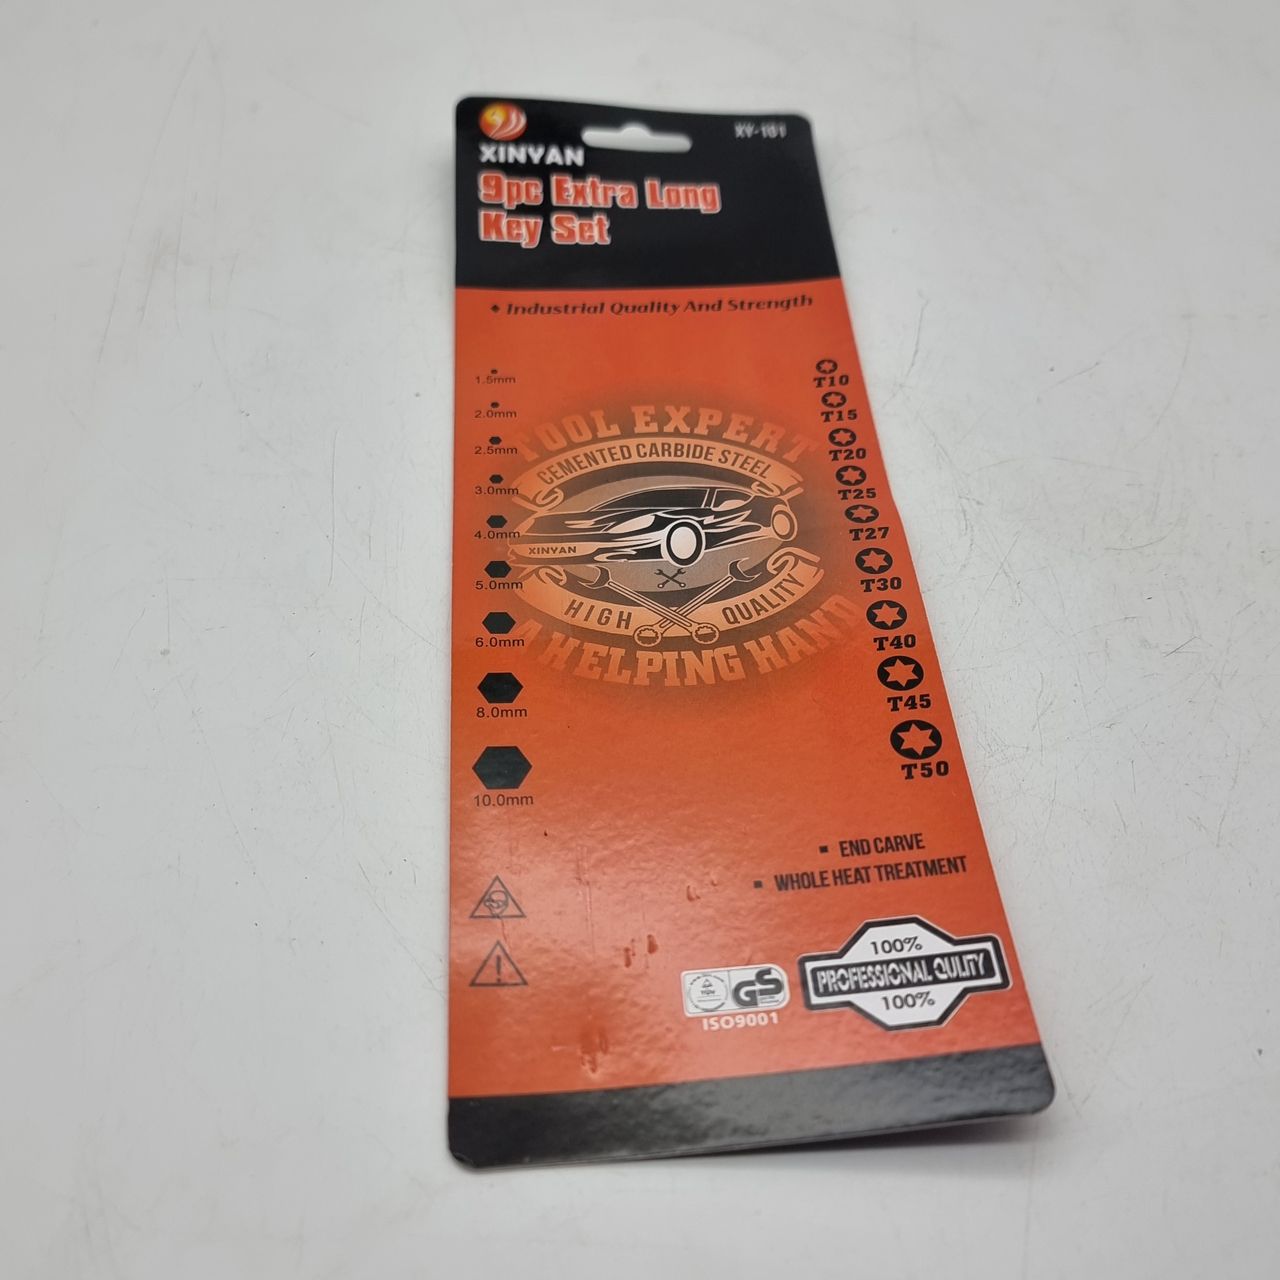 XINYAN
XY-101
9pc Extra Long
Key Set
Industrial Quality And Strength
1.5mm
2.0mm
2.5mm
3.0mm
4.0mm
5.0mm
6.0mm
8.0mm
10.0mm
TOOL EXPERT
CEMENTED CARBIDE STEEL
XINYAN
HIGH QUALITY
A HELPING HAND
T10
T15
T20
T25
T27
T30
T40
T45
T50
END CARVE
WHOLE HEAT TREATMENT
GS
ISO9001
100%
PROFESSIONAL QULITY
100%